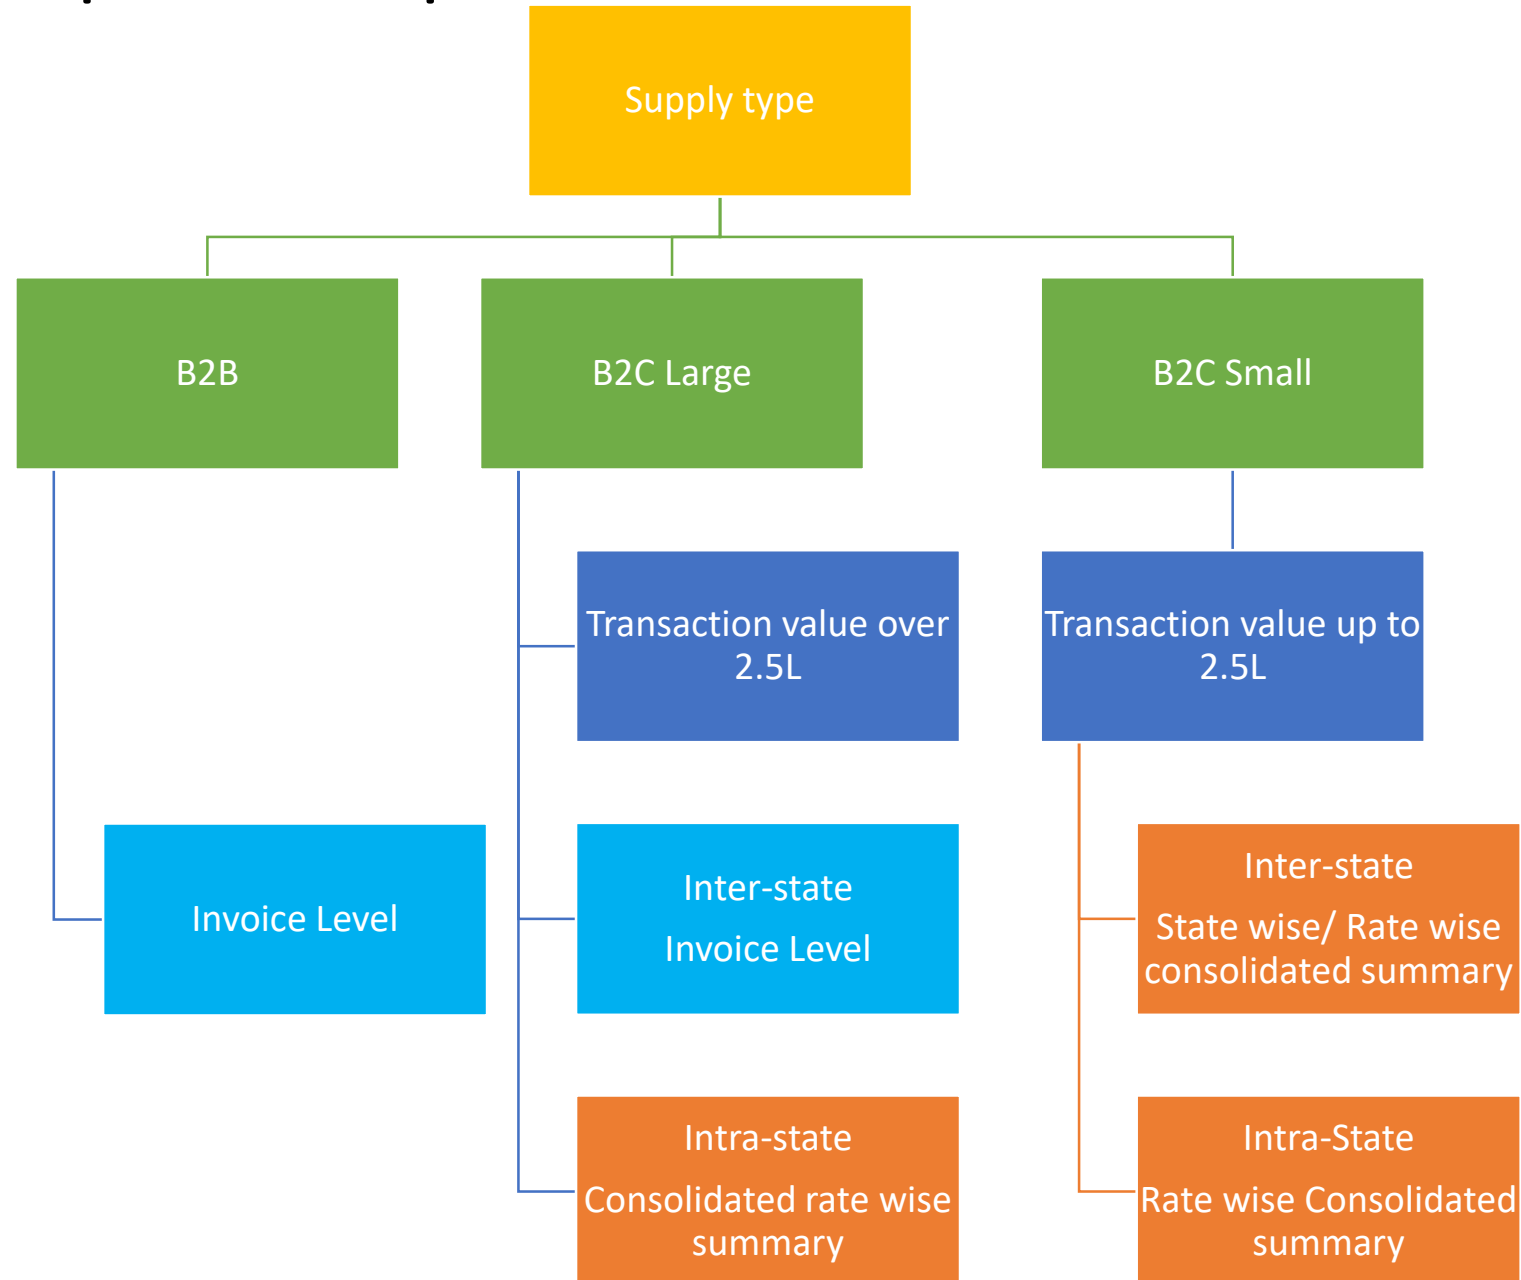 Supply type
B2B
B2C Large
B2C Small
Transaction value over
2.5L
Transaction value up to
2.5L
Invoice Level
Inter-state
Invoice Level
Inter-state
State wise/ Rate wise
consolidated summary
Intra-state
Consolidated rate wise
summary
Intra-State
Rate wise Consolidated
summary